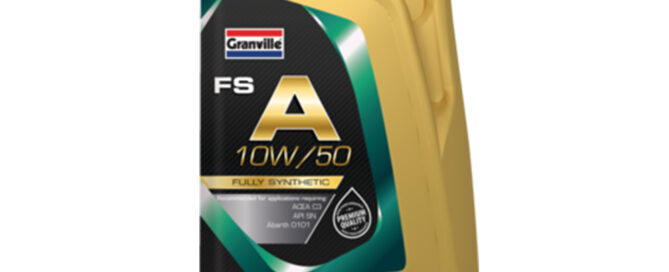 Granville
FS
A
10W/50
FULLY SYNTHETIC
Recommended for applications requiring
ACEA C3
API SN
Abarth 0101
PREMIUM
QUALITY